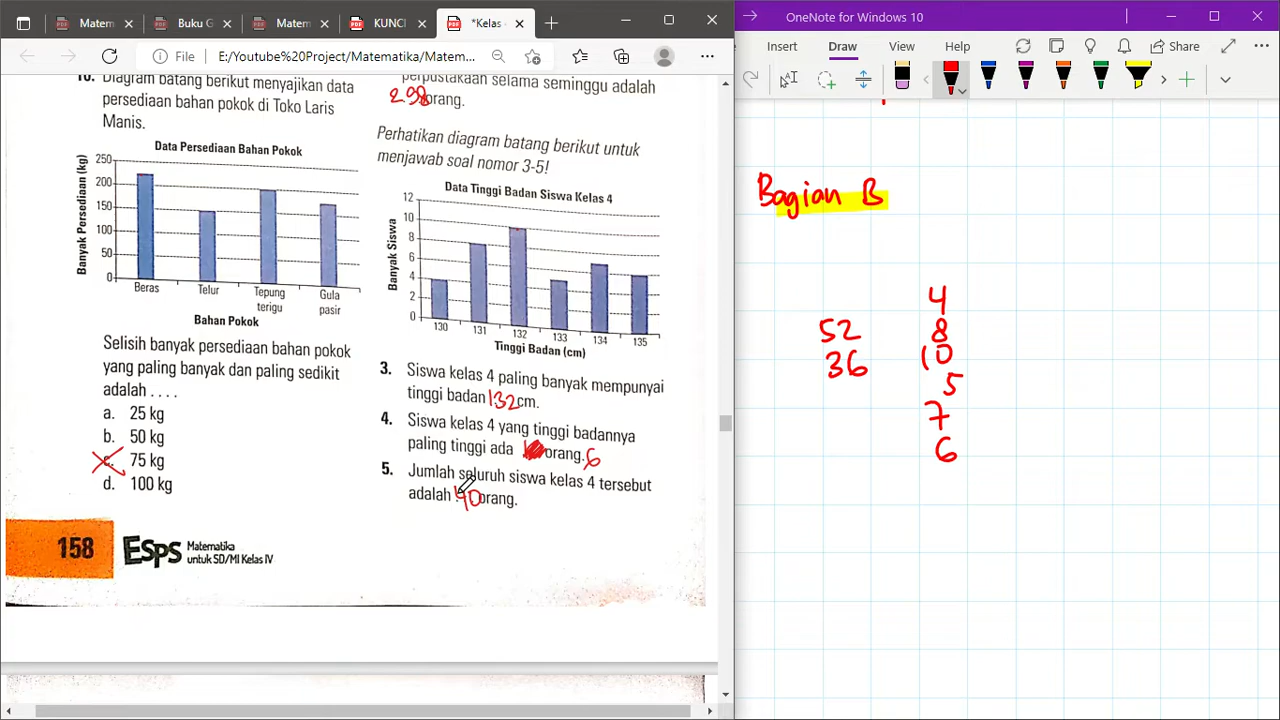 Matem
Buku G
Matem
KUNCI
*Kelas
File
E:/Youtube%20Project/Matematika/Matem...
OneNote for Windows 10
Insert
Draw
View
Help
Share
10. Diagram batang berikut menyajikan data
persediaan bahan pokok di Toko Laris
Manis.
Data Persediaan Bahan Pokok
Banyak Persediaan (kg)
250
200
150
100
50
0
Beras
Telur
Tepung
terigu
Gula
pasir
Bahan Pokok
Selisih banyak persediaan bahan pokok
yang paling banyak dan paling sedikit
adalah . . . .
a. 25 kg
b. 50 kg
c. 75 kg
d. 100 kg
158
Esps
Matematika
untuk SD/MI Kelas IV
perpustakaan selama seminggu adalah
298 orang.
Perhatikan diagram batang berikut untuk
menjawab soal nomor 3-5!
Data Tinggi Badan Siswa Kelas 4
Banyak Siswa
12
10
8
6
4
2
0
130 131 132 133 134 135
Tinggi Badan (cm)
3. Siswa kelas 4 paling banyak mempunyai
tinggi badan 132 cm.
4. Siswa kelas 4 yang tinggi badannya
paling tinggi ada orang. 6
5. Jumlah seluruh siswa kelas 4 tersebut
adalah 40 orang.
Bagian B
52
36
4
8
10
5
7
6